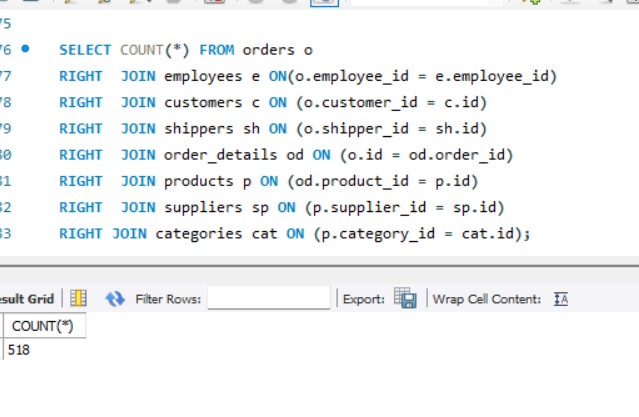 75
76 SELECT COUNT(*) FROM orders o
77 RIGHT JOIN employees e ON(o.employee_id = e.employee_id)
78 RIGHT JOIN customers c ON (o.customer_id = c.id)
79 RIGHT JOIN shippers sh ON (o.shipper_id = sh.id)
80 RIGHT JOIN order_details od ON (o.id = od.order_id)
81 RIGHT JOIN products p ON (od.product_id = p.id)
82 RIGHT JOIN suppliers sp ON (p.supplier_id = sp.id)
83 RIGHT JOIN categories cat ON (p.category_id = cat.id);
esult Grid Filter Rows: Export: Wrap Cell Content:
COUNT(*)
518